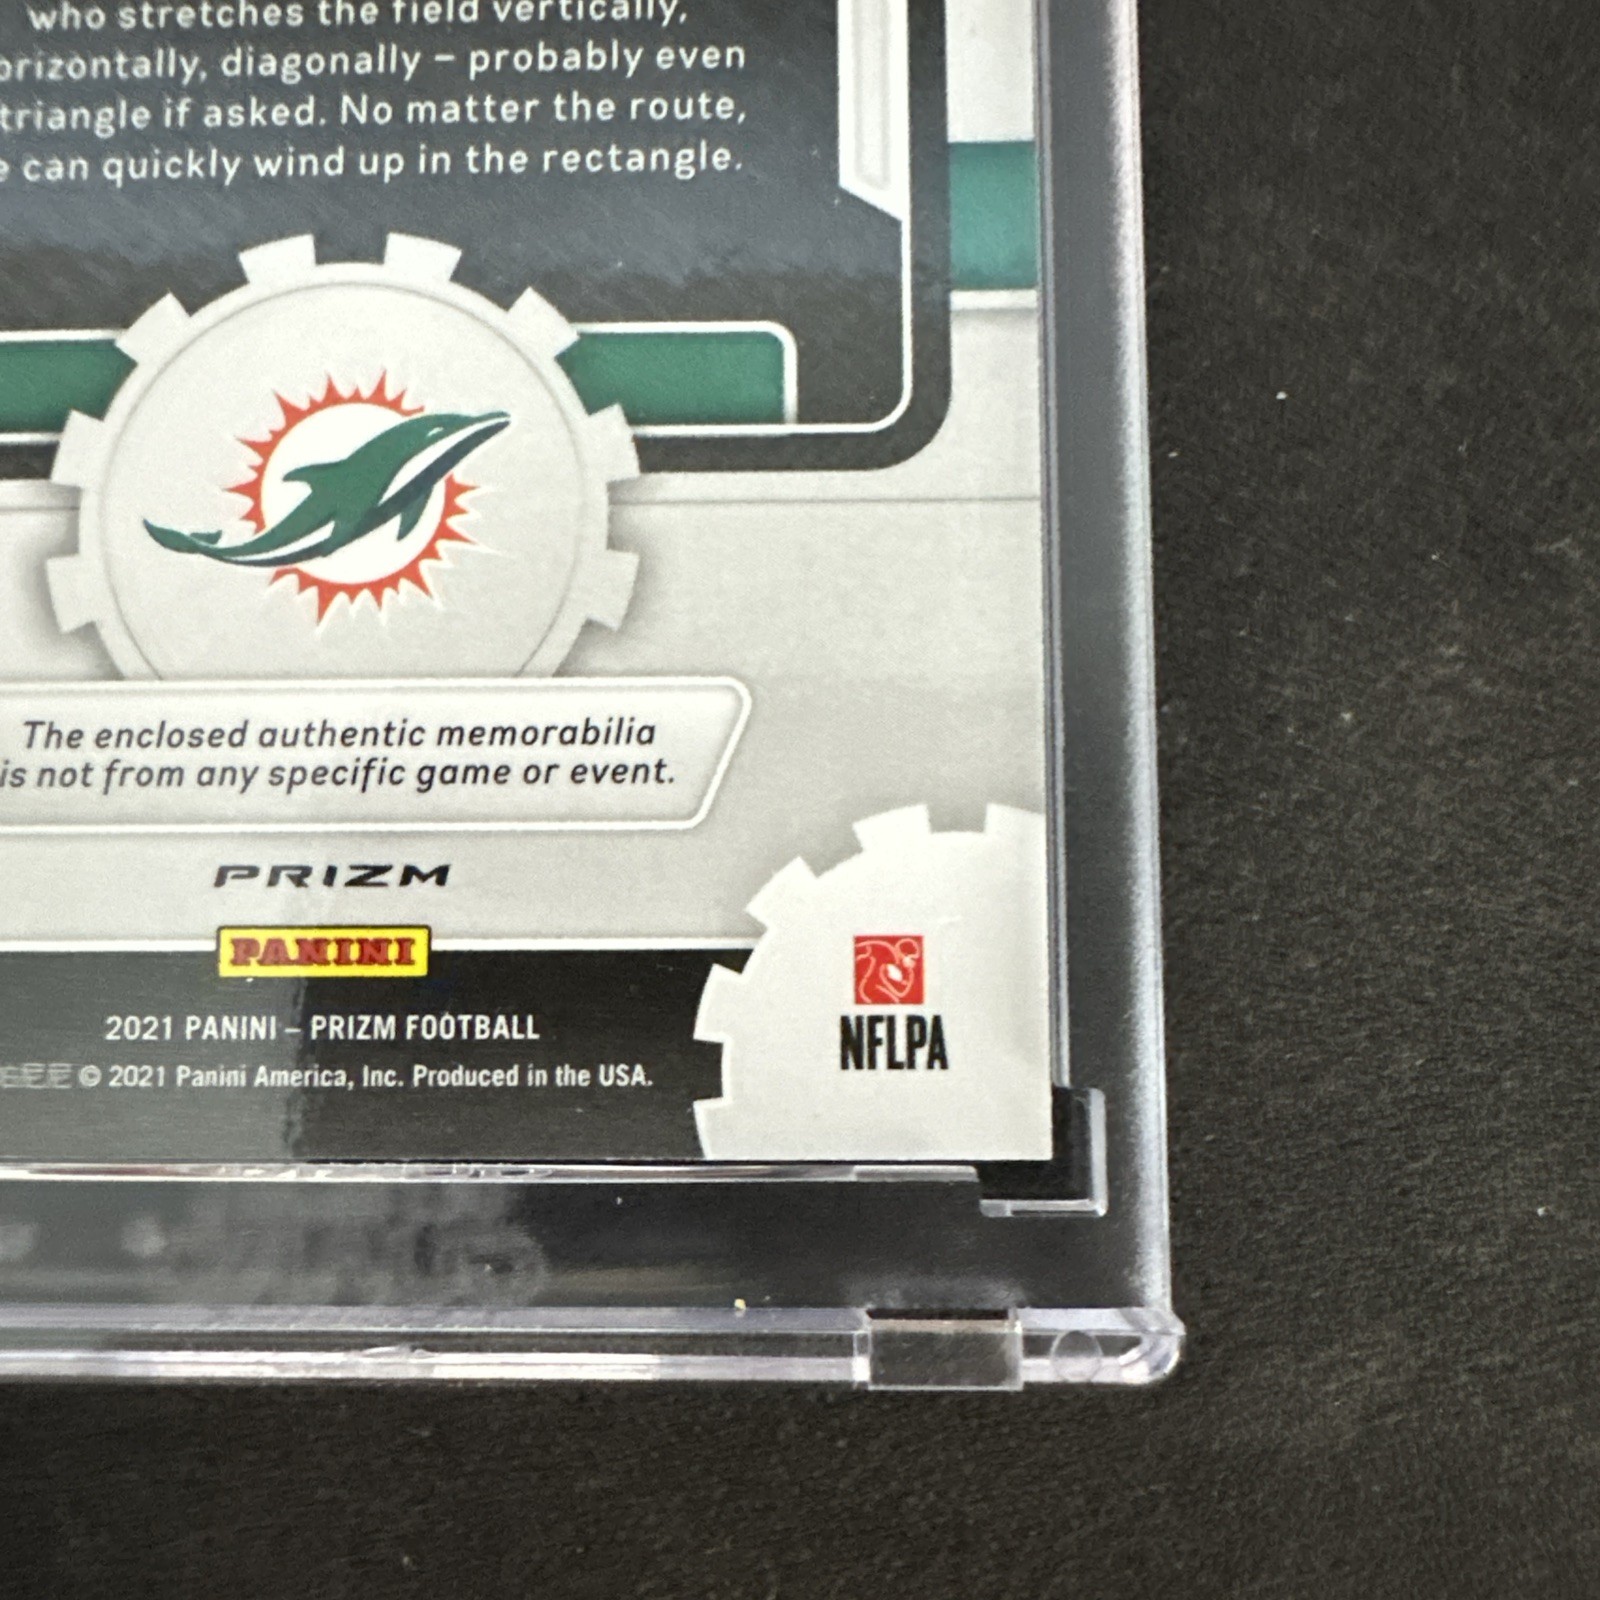 who stretches the field vertically,
orizontally, diagonally – probably even
triangle if asked. No matter the route,
e can quickly wind up in the rectangle.
The enclosed authentic memorabilia
is not from any specific game or event.
PRIZM
PANINI
2021 PANINI – PRIZM FOOTBALL
© 2021 Panini America, Inc. Produced in the USA.
NFLPA